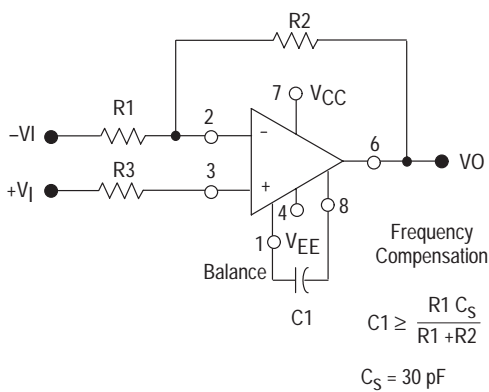 R2
7 VCC
R1
2
–VI
–
6
VO
R3
3
+VI
+
4
8
1 VEE
Balance
C1
Frequency
Compensation
C1 ≥ R1 CS / R1 +R2
CS = 30 pF